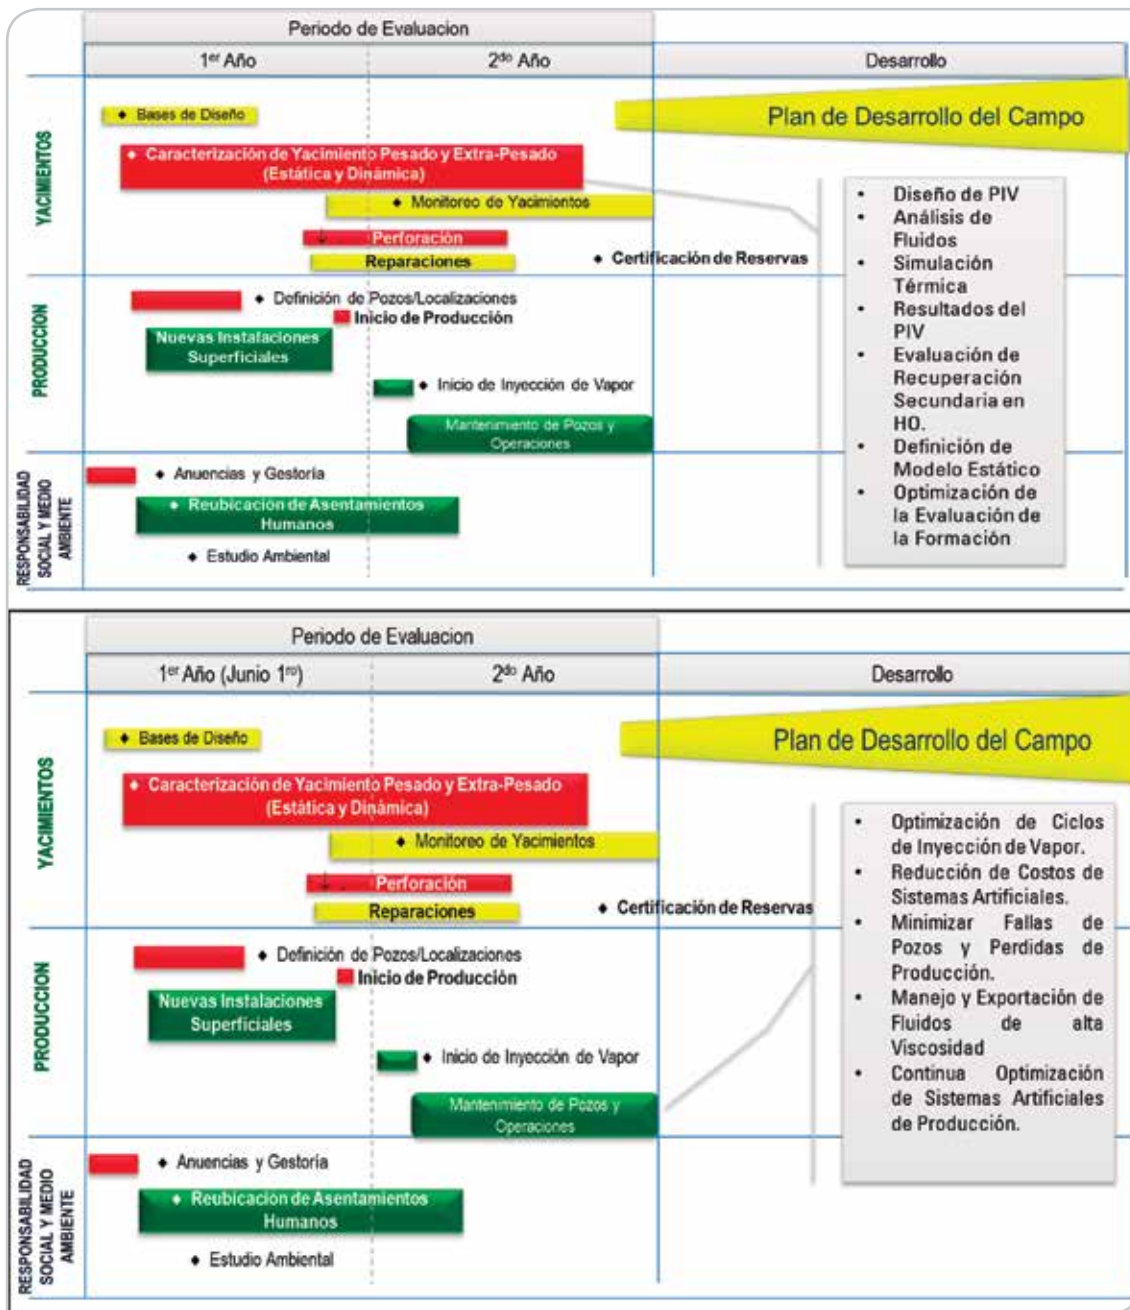 Periodo de Evaluacion
1er Año
2do Año
Desarrollo
YACIMIENTOS
Bases de Diseño
Plan de Desarrollo del Campo
Caracterización de Yacimiento Pesado y Extra-Pesado
(Estática y Dinámica)
Monitoreo de Yacimientos
Perforación
Reparaciones
Certificación de Reservas
• Diseño de PIV
• Análisis de
Fluidos
• Simulación
Térmica
• Resultados del
PIV
• Evaluación de
Recuperación
Secundaria en
HO.
• Definición de
Modelo Estático
• Optimización de
la Evaluación de
la Formación
PRODUCCION
Definición de Pozos/Localizaciones
Inicio de Producción
Nuevas Instalaciones
Superficiales
Inicio de Inyección de Vapor
Mantenimiento de Pozos y
Operaciones
RESPONSABILIDAD
SOCIAL Y MEDIO
AMBIENTE
Anuencias y Gestoría
Reubicación de Asentamientos
Humanos
Estudio Ambiental
Periodo de Evaluacion
1er Año (Junio 1ro)
2do Año
Desarrollo
YACIMIENTOS
Bases de Diseño
Plan de Desarrollo del Campo
Caracterización de Yacimiento Pesado y Extra-Pesado
(Estática y Dinámica)
Monitoreo de Yacimientos
Perforación
Reparaciones
Certificación de Reservas
• Optimización de Ciclos
de Inyección de Vapor.
• Reducción de Costos de
Sistemas Artificiales.
• Minimizar Fallas de
Pozos y Perdidas de
Producción.
• Manejo y Exportación de
Fluidos de alta
Viscosidad
• Continua Optimización
de Sistemas Artificiales
de Producción.
PRODUCCION
Definición de Pozos/Localizaciones
Inicio de Producción
Nuevas Instalaciones
Superficiales
Inicio de Inyección de Vapor
Mantenimiento de Pozos y
Operaciones
RESPONSABILIDAD
SOCIAL Y MEDIO
AMBIENTE
Anuencias y Gestoría
Reubicacion de Asentamientos
Humanos
Estudio Ambiental